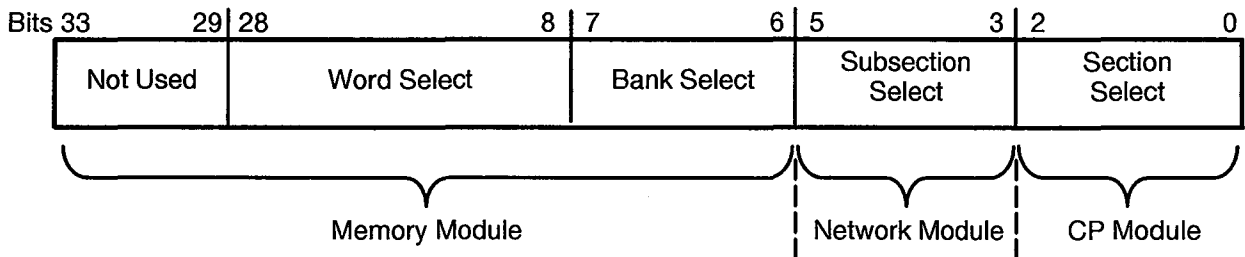 Bits 33 29 28 8 7 6 5 3 2 0
Not Used Word Select Bank Select Subsection Select Section Select
Memory Module Network Module CP Module